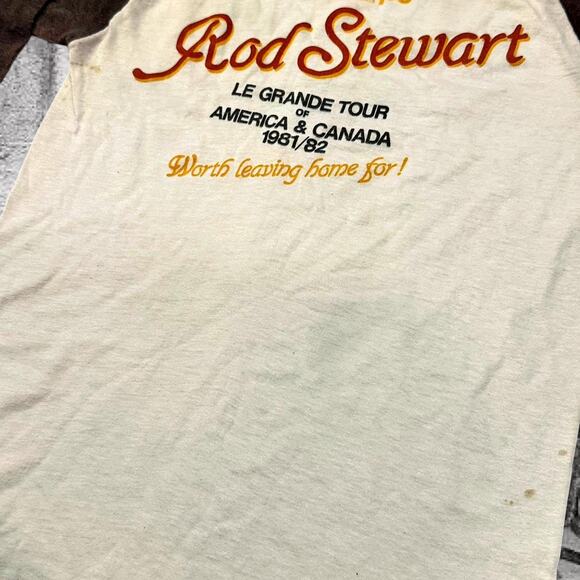 Rod Stewart
LE GRANDE TOUR
OF
AMERICA & CANADA
1981/82
Worth leaving home for!